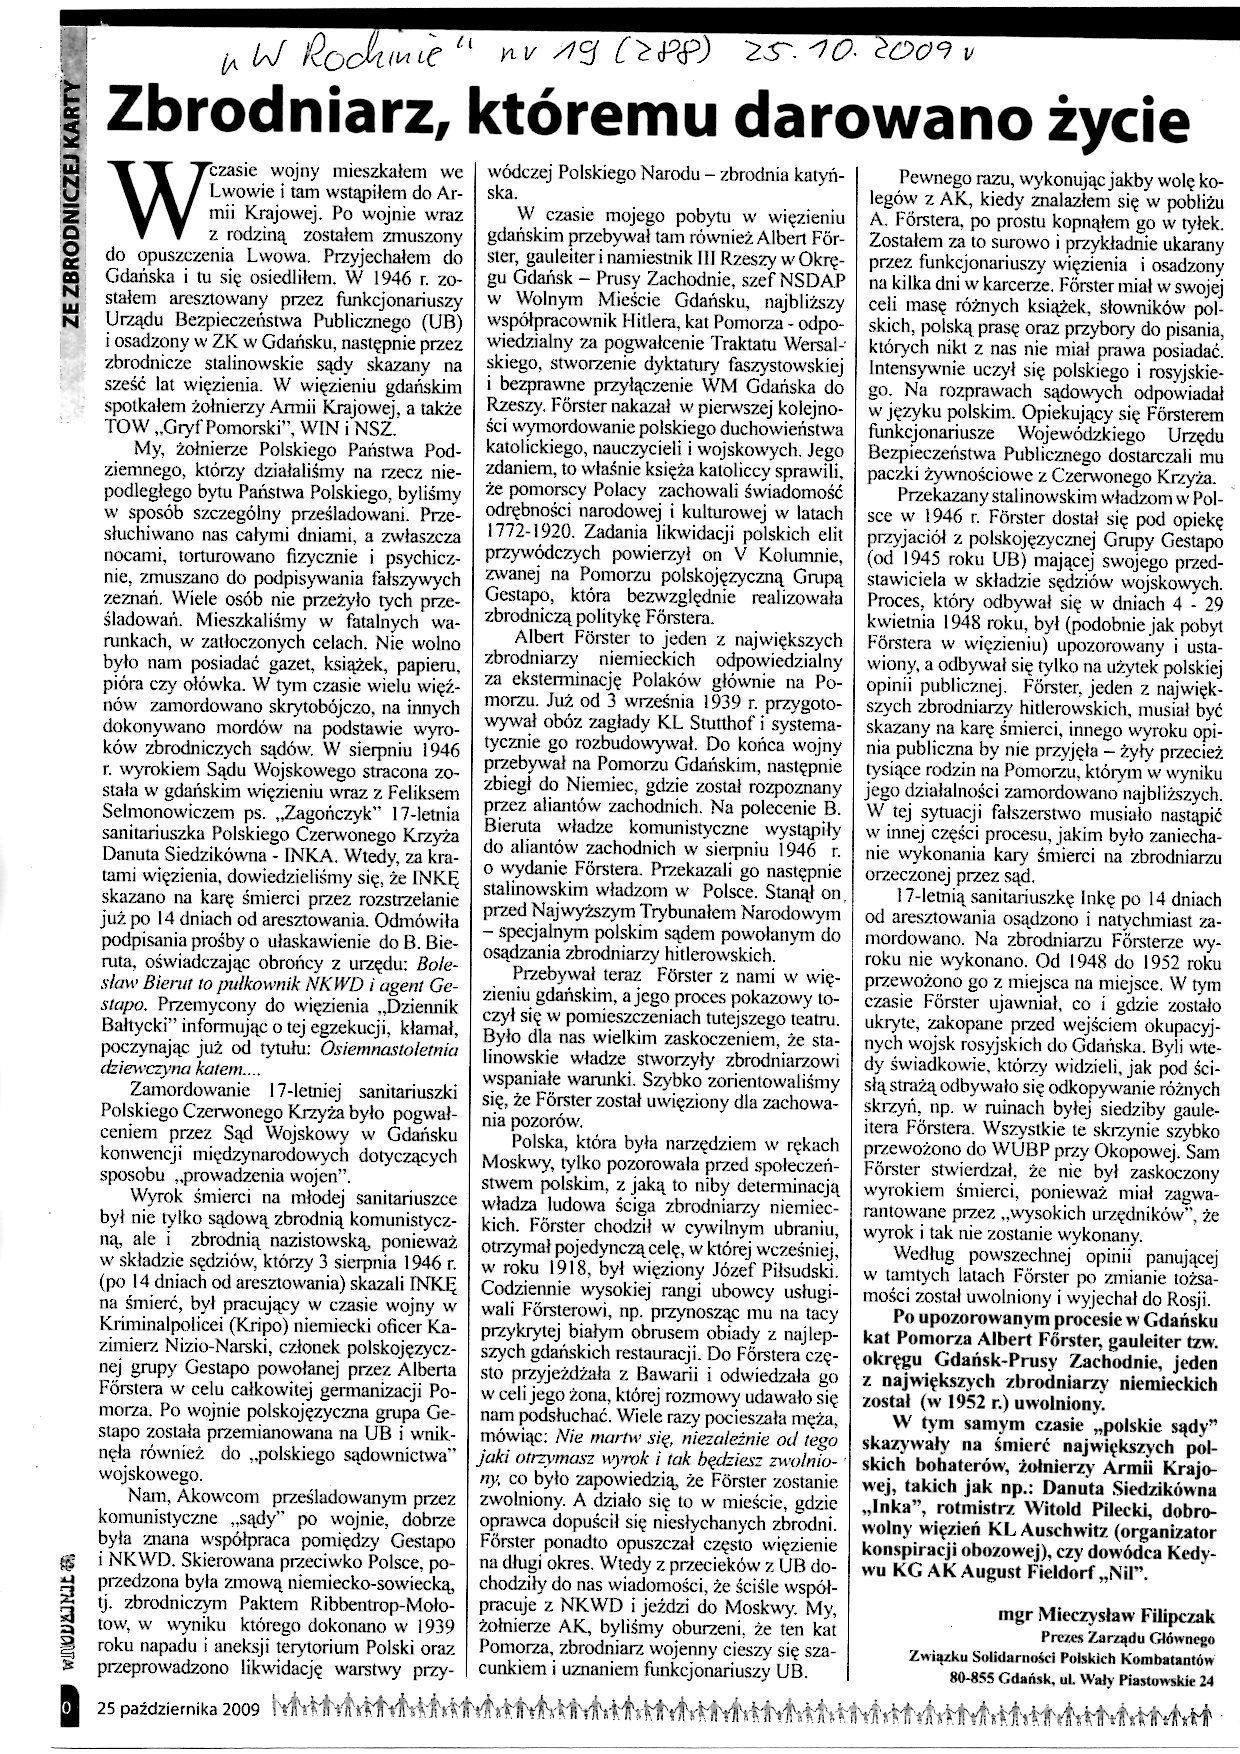 „W Rodzinie" nr 19 (288) 25.10.2009 r
ZE ZBRODNICZEJ KARTY
Zbrodniarz, któremu darowano życie
W czasie wojny mieszkałem we
Lwowie i tam wstąpiłem do Ar-
mii Krajowej. Po wojnie wraz
z rodziną zostałem zmuszony
do opuszczenia Lwowa. Przyjechałem do
Gdańska i tu się osiedliłem. W 1946 r. zo-
stałem aresztowany przez funkcjonariuszy
Urządu Bezpieczeństwa Publicznego (UB)
i osadzony w ZK w Gdańsku, następnie przez
zbrodnicze stalinowskie sądy skazany na
sześć lat więzienia. W więzieniu gdańskim
spotkałem żołnierzy Armii Krajowej, a także
TOW „Gryf Pomorski", WIN i NSZ.
My, żołnierze Polskiego Państwa Pod-
ziemnego, którzy działaliśmy na rzecz nie-
podległego bytu Państwa Polskiego, byliśmy
w sposób szczególny prześladowani. Prze-
słuchiwano nas całymi dniami, a zwłaszcza
nocami, torturowano fizycznie i psychicz-
nie, zmuszano do podpisywania fałszywych
zeznań. Wiele osób nie przeżyło tych prze-
śladowań. Mieszkaliśmy w fatalnych wa-
runkach, w zatłoczonych celach. Nie wolno
było nam posiadać gazet, książek, papieru,
pióra czy ołówka. W tym czasie wielu więź-
niów zamordowano skrytobójczo, na innych
dokonywano mordów na podstawie wyro-
ków zbrodniczych sądów. W sierpniu 1946
r. wyrokiem Sądu Wojskowego stracona zo-
stała w gdańskim więzieniu wraz z Feliksem
Selmonowiczem ps. „Zagończyk" 17-letnia
sanitariuszka Polskiego Czerwonego Krzyża
Danuta Siedzikówna - INKA. Wtedy, za kra-
tami więzienia, dowiedzieliśmy się, że INKĘ
skazano na karę śmierci przez rozstrzelanie
już po 14 dniach od aresztowania. Odmówiła
podpisania prośby o ułaskawienie do B. Bie-
ruta, oświadczając obrońcy z urzędu: Bole-
sław Bierut to pułkownik NKWD i agent Ge-
stapo. Przemycony do więzienia „Dziennik
Bałtycki" informując o tej egzekucji, kłamał,
poczynając już od tytułu: Osiemnastoletnia
dziewczyna katem....
Zamordowanie 17-letniej sanitariuszki
Polskiego Czerwonego Krzyża było pogwał-
ceniem przez Sąd Wojskowy w Gdańsku
konwencji międzynarodowych dotyczących
sposobu „prowadzenia wojen".
Wyrok śmierci na młodej sanitariuszce
był nie tylko sądową zbrodnią komunistycz-
ną, ale i zbrodnią nazistowską, ponieważ
w składzie sędziów, którzy 3 sierpnia 1946 r.
(po 14 dniach od aresztowania) skazali INKĘ
na śmierć, był pracujący w czasie wojny w
Kriminalpolicei (Kripo) niemiecki oficer Ka-
zimierz Nizio-Narski, członek polskojęzycz-
nej grupy Gestapo powołanej przez Alberta
Főrstera w celu całkowitej germanizacji Po-
morza. Po wojnie polskojęzyczna grupa Ge-
stapo została przemianowana na UB i wnik-
nęła również do „polskiego sądownictwa"
wojskowego.
Nam, Akowcom prześladowanym przez
komunistyczne „sądy" po wojnie, dobrze
była znana współpraca pomiędzy Gestapo
i NKWD. Skierowana przeciwko Polsce, po-
przedzona była zmową niemiecko-sowiecką,
tj. zbrodniczym Paktem Ribbentrop-Moło-
tow, w wyniku którego dokonano w 1939
roku napadu i aneksji terytorium Polski oraz
przeprowadzono likwidację warstwy przy-
wódczej Polskiego Narodu – zbrodnia katyń-
ska.
W czasie mojego pobytu w więzieniu
gdańskim przebywał tam również Albert Főr-
ster, gauleiter i namiestnik III Rzeszy w Okrę-
gu Gdańsk – Prusy Zachodnie, szef NSDAP
w Wolnym Mieście Gdańsku, najbliższy
współpracownik Hitlera, kat Pomorza - odpo-
wiedzialny za pogwałcenie Traktatu Wersal-
skiego, stworzenie dyktatury faszystowskiej
i bezprawne przyłączenie WM Gdańska do
Rzeszy. Főrster nakazał w pierwszej kolejno-
ści wymordowanie polskiego duchowieństwa
katolickiego, nauczycieli i wojskowych. Jego
zdaniem, to właśnie księża katoliccy sprawili,
że pomorscy Polacy zachowali świadomość
odrębności narodowej i kulturowej w latach
1772-1920. Zadania likwidacji polskich elit
przywódczych powierzył on V Kolumnie,
zwanej na Pomorzu polskojęzyczną Grupą
Gestapo, która bezwzględnie realizowała
zbrodniczą politykę Főrstera.
Albert Főrster to jeden z największych
zbrodniarzy niemieckich odpowiedzialny
za eksterminację Polaków głównie na Po-
morzu. Już od 3 września 1939 r. przygoto-
wywał obóz zagłady KL Stutthof i systema-
tycznie go rozbudowywał. Do końca wojny
przebywał na Pomorzu Gdańskim, następnie
zbiegł do Niemiec, gdzie został rozpoznany
przez aliantów zachodnich. Na polecenie B.
Bieruta władze komunistyczne wystąpiły
do aliantów zachodnich w sierpniu 1946 r.
o wydanie Főrstera. Przekazali go następnie
stalinowskim władzom w Polsce. Stanął on
przed Najwyższym Trybunałem Narodowym
– specjalnym polskim sądem powołanym do
osądzania zbrodniarzy hitlerowskich.
Przebywał teraz Főrster z nami w wię-
zieniu gdańskim, a jego proces pokazowy to-
czył się w pomieszczeniach tutejszego teatru.
Było dla nas wielkim zaskoczeniem, że sta-
linowskie władze stworzyły zbrodniarzowi
wspaniałe warunki. Szybko zorientowaliśmy
się, że Főrster został uwięziony dla zachowa-
nia pozorów.
Polska, która była narzędziem w rękach
Moskwy, tylko pozorowała przed społeczeń-
stwem polskim, z jaką to niby determinacją
władza ludowa ściga zbrodniarzy niemiec-
kich. Főrster chodził w cywilnym ubraniu,
otrzymał pojedynczą celę, w której wcześniej,
w roku 1918, był więziony Józef Piłsudski.
Codziennie wysokiej rangi ubowcy usługi-
wali Főrsterowi, np. przynosząc mu na tacy
przykrytej białym obrusem obiady z najlep-
szych gdańskich restauracji. Do Főrstera czę-
sto przyjeżdżała z Bawarii i odwiedzała go
w celi jego żona, której rozmowy udawało się
nam podsłuchać. Wiele razy pocieszała męża,
mówiąc: Nie martw się, niezależnie od tego
jaki otrzymasz wyrok i tak będziesz zwolnio-
ny, co było zapowiedzią, że Főrster zostanie
zwolniony. A działo się to w mieście, gdzie
oprawca dopuścił się niesłychanych zbrodni.
Főrster ponadto opuszczał często więzienie
na długi okres. Wtedy z przecieków z UB do-
chodziły do nas wiadomości, że ściśle współ-
pracuje z NKWD i jeździ do Moskwy. My,
żołnierze AK, byliśmy oburzeni, że ten kat
Pomorza, zbrodniarz wojenny cieszy się sza-
cunkiem i uznaniem funkcjonariuszy UB.
Pewnego razu, wykonując jakby wolę ko-
legów z AK, kiedy znalazłem się w pobliżu
A. Főrstera, po prostu kopnąłem go w tyłek.
Zostałem za to surowo i przykładnie ukarany
przez funkcjonariuszy więzienia i osadzony
na kilka dni w karcerze. Főrster miał w swojej
celi masę różnych książek, słowników pol-
skich, polską prasę oraz przybory do pisania,
których nikt z nas nie miał prawa posiadać.
Intensywnie uczył się polskiego i rosyjskie-
go. Na rozprawach sądowych odpowiadał
w języku polskim. Opiekujący się Főrsterem
funkcjonariusze Wojewódzkiego Urzędu
Bezpieczeństwa Publicznego dostarczali mu
paczki żywnościowe z Czerwonego Krzyża.
Przekazany stalinowskim władzom w Pol-
sce w 1946 r. Főrster dostał się pod opiekę
przyjaciół z polskojęzycznej Grupy Gestapo
(od 1945 roku UB) mającej swojego przed-
stawiciela w składzie sędziów wojskowych.
Proces, który odbywał się w dniach 4 - 29
kwietnia 1948 roku, był (podobnie jak pobyt
Főrstera w więzieniu) upozorowany i usta-
wiony, a odbywał się tylko na użytek polskiej
opinii publicznej. Főrster, jeden z najwięk-
szych zbrodniarzy hitlerowskich, musiał być
skazany na karę śmierci, innego wyroku opi-
nia publiczna by nie przyjęła – żyły przecież
tysiące rodzin na Pomorzu, którym w wyniku
jego działalności zamordowano najbliższych.
W tej sytuacji fałszerstwo musiało nastąpić
w innej części procesu, jakim było zaniecha-
nie wykonania kary śmierci na zbrodniarzu
orzeczonej przez sąd.
17-letnią sanitariuszkę Inkę po 14 dniach
od aresztowania osądzono i natychmiast za-
mordowano. Na zbrodniarzu Főrsterze wy-
roku nie wykonano. Od 1948 do 1952 roku
przewożono go z miejsca na miejsce. W tym
czasie Főrster ujawniał, co i gdzie zostało
ukryte, zakopane przed wejściem okupacyj-
nych wojsk rosyjskich do Gdańska. Byli wte-
dy świadkowie, którzy widzieli, jak pod ści-
słą strażą odbywało się odkopywanie różnych
skrzyń, np. w ruinach byłej siedziby gaule-
itera Főrstera. Wszystkie te skrzynie szybko
przewożono do WUBP przy Okopowej. Sam
Főrster stwierdzał, że nie był zaskoczony
wyrokiem śmierci, ponieważ miał zagwa-
rantowane przez „wysokich urzędników", że
wyrok i tak nie zostanie wykonany.
Według powszechnej opinii panującej
w tamtych latach Főrster po zmianie tożsa-
mości został uwolniony i wyjechał do Rosji.
Po upozorowanym procesie w Gdańsku
kat Pomorza Albert Főrster, gauleiter tzw.
okręgu Gdańsk-Prusy Zachodnie, jeden
z największych zbrodniarzy niemieckich
został (w 1952 r.) uwolniony.
W tym samym czasie „polskie sądy"
skazywały na śmierć największych pol-
skich bohaterów, żołnierzy Armii Krajo-
wej, takich jak np.: Danuta Siedzikówna
„Inka", rotmistrz Witold Pilecki, dobro-
wolny więzień KL Auschwitz (organizator
konspiracji obozowej), czy dowódca Kedy-
wu KG AK August Fieldorf „Nil".
mgr Mieczysław Filipczak
Prezes Zarządu Głównego
Związku Solidarności Polskich Kombatantów
80-855 Gdańsk, ul. Wały Piastowskie 24
W RODZINIE
0
25 października 2009